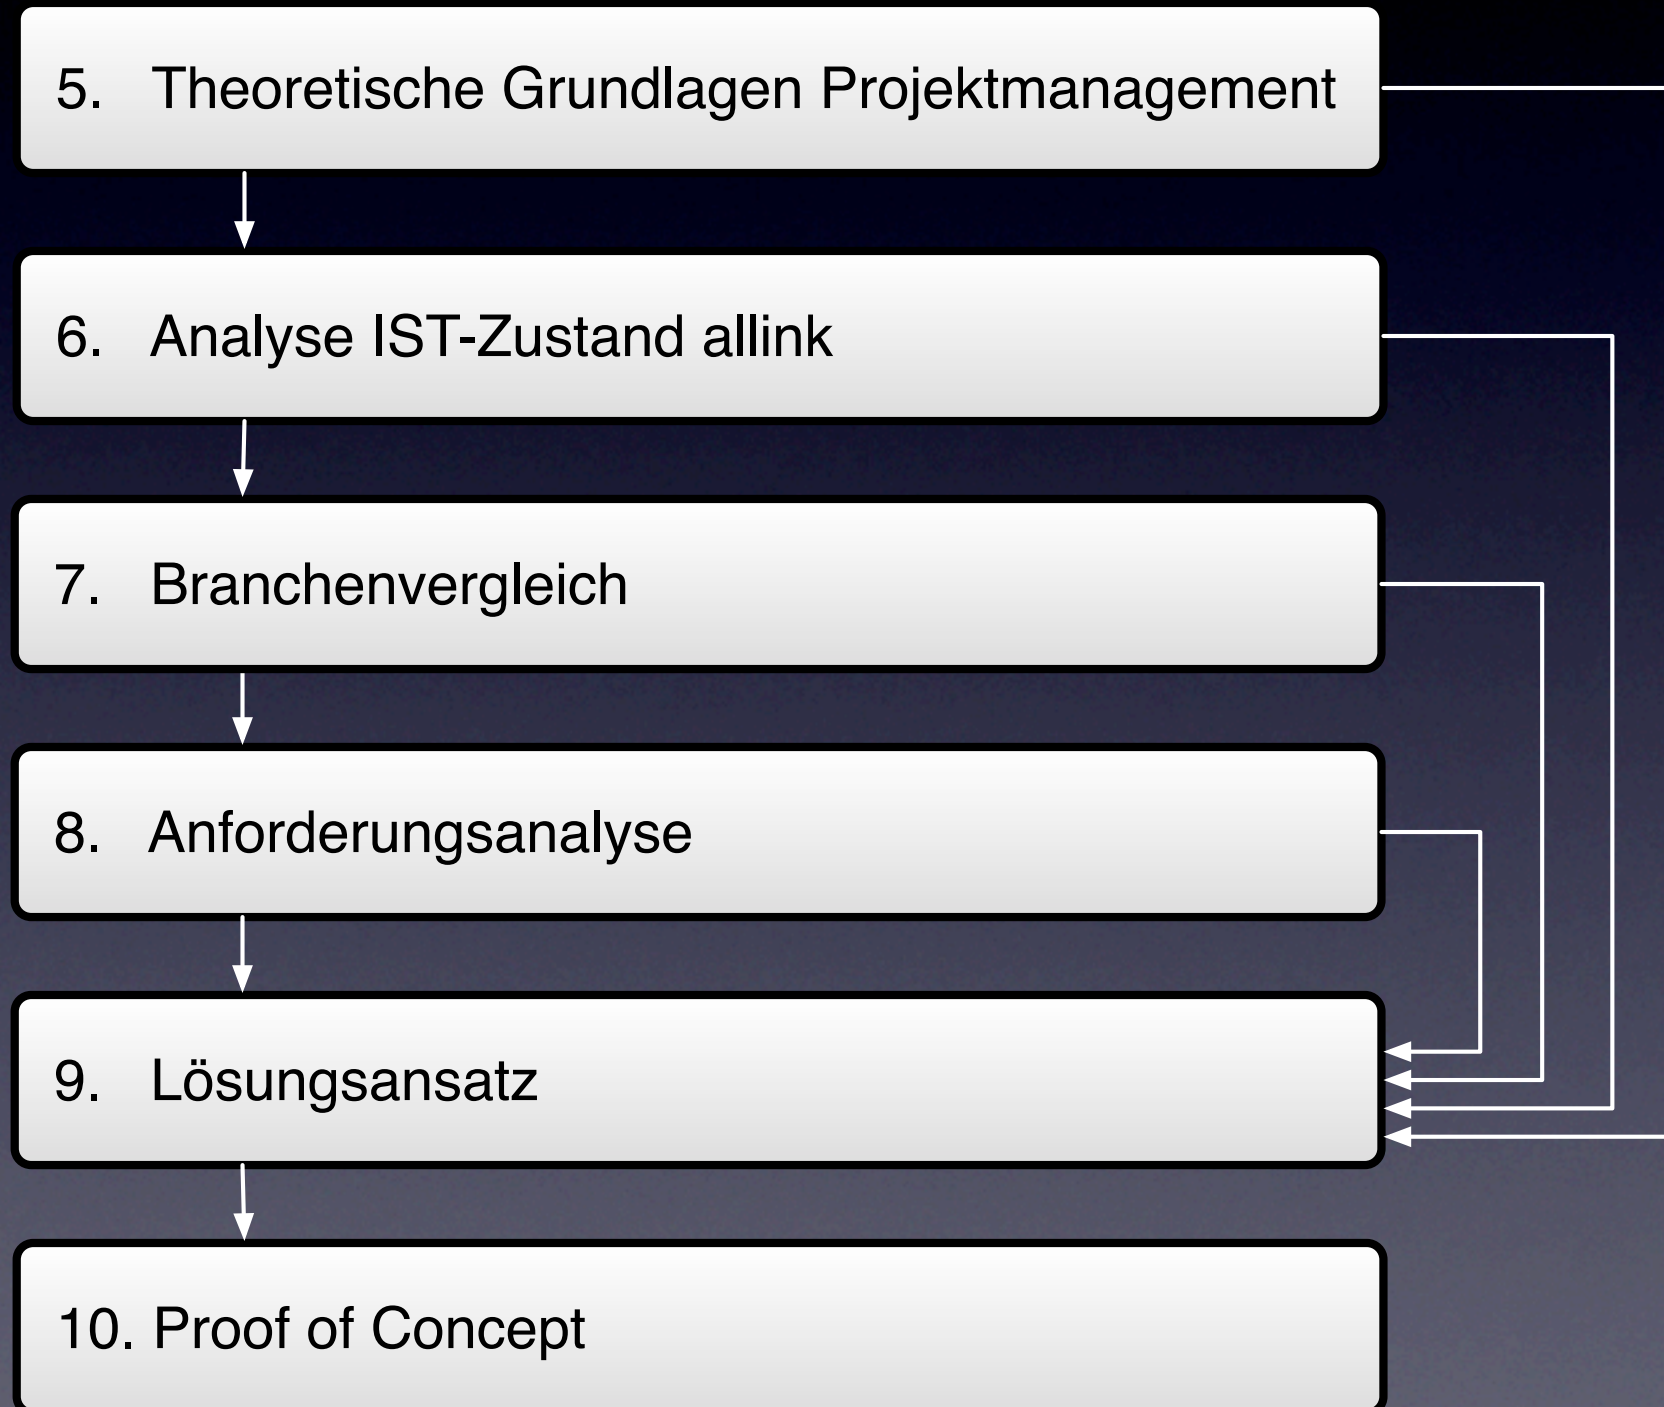 5. Theoretische Grundlagen Projektmanagement
6. Analyse IST-Zustand allink
7. Branchenvergleich
8. Anforderungsanalyse
9. Lösungsansatz
10. Proof of Concept